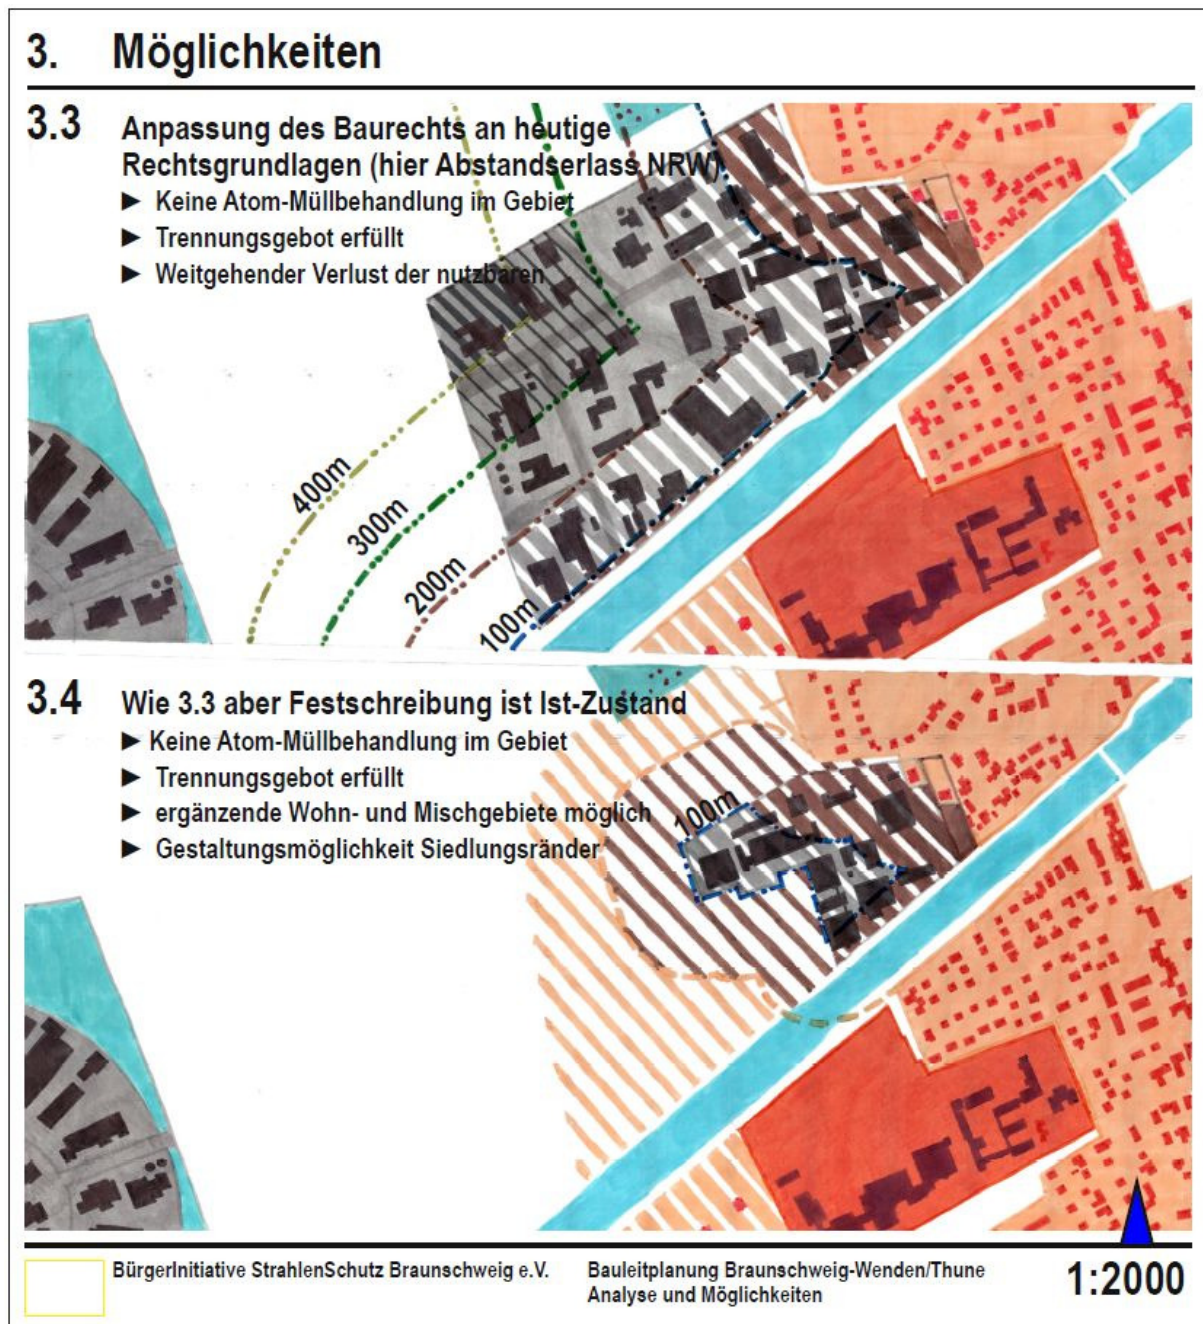 3. Möglichkeiten
3.3 Anpassung des Baurechts an heutige
Rechtsgrundlagen (hier Abstandserlass NRW)
► Keine Atom-Müllbehandlung im Gebiet
► Trennungsgebot erfüllt
► Weitgehender Verlust der nutzbaren
400m
300m
200m
100m
3.4 Wie 3.3 aber Festschreibung ist Ist-Zustand
► Keine Atom-Müllbehandlung im Gebiet
► Trennungsgebot erfüllt
► ergänzende Wohn- und Mischgebiete möglich
► Gestaltungsmöglichkeit Siedlungsränder
100m
BürgerInitiative StrahlenSchutz Braunschweig e.V.
Bauleitplanung Braunschweig-Wenden/Thune
Analyse und Möglichkeiten
1:2000